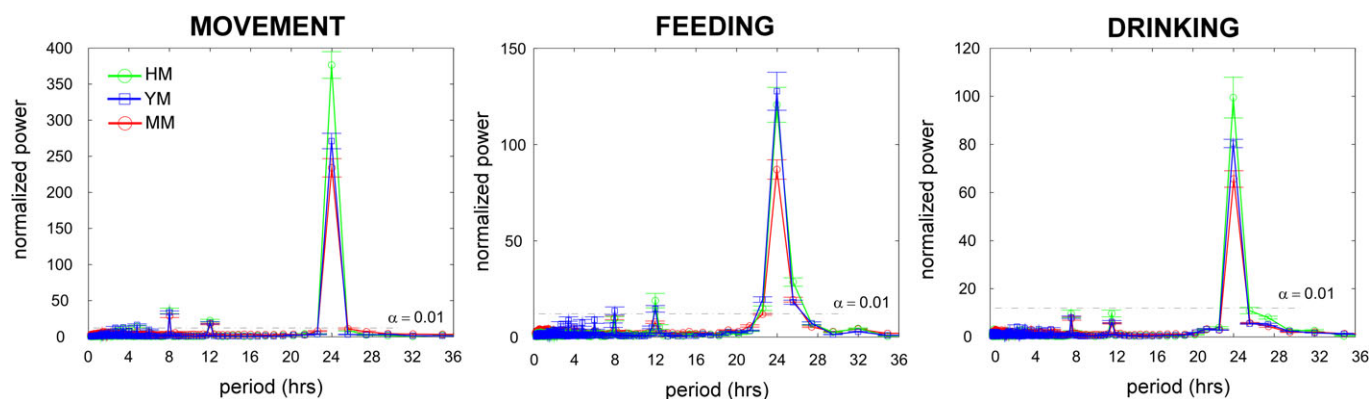 MOVEMENT
400
350
300
250
200
150
100
50
0
normalized power
HM
YM
MM
α = 0.01
0 4 8 12 16 20 24 28 32 36
period (hrs)
FEEDING
150
100
50
0
normalized power
α = 0.01
0 4 8 12 16 20 24 28 32 36
period (hrs)
DRINKING
120
100
80
60
40
20
0
normalized power
α = 0.01
0 4 8 12 16 20 24 28 32 36
period (hrs)